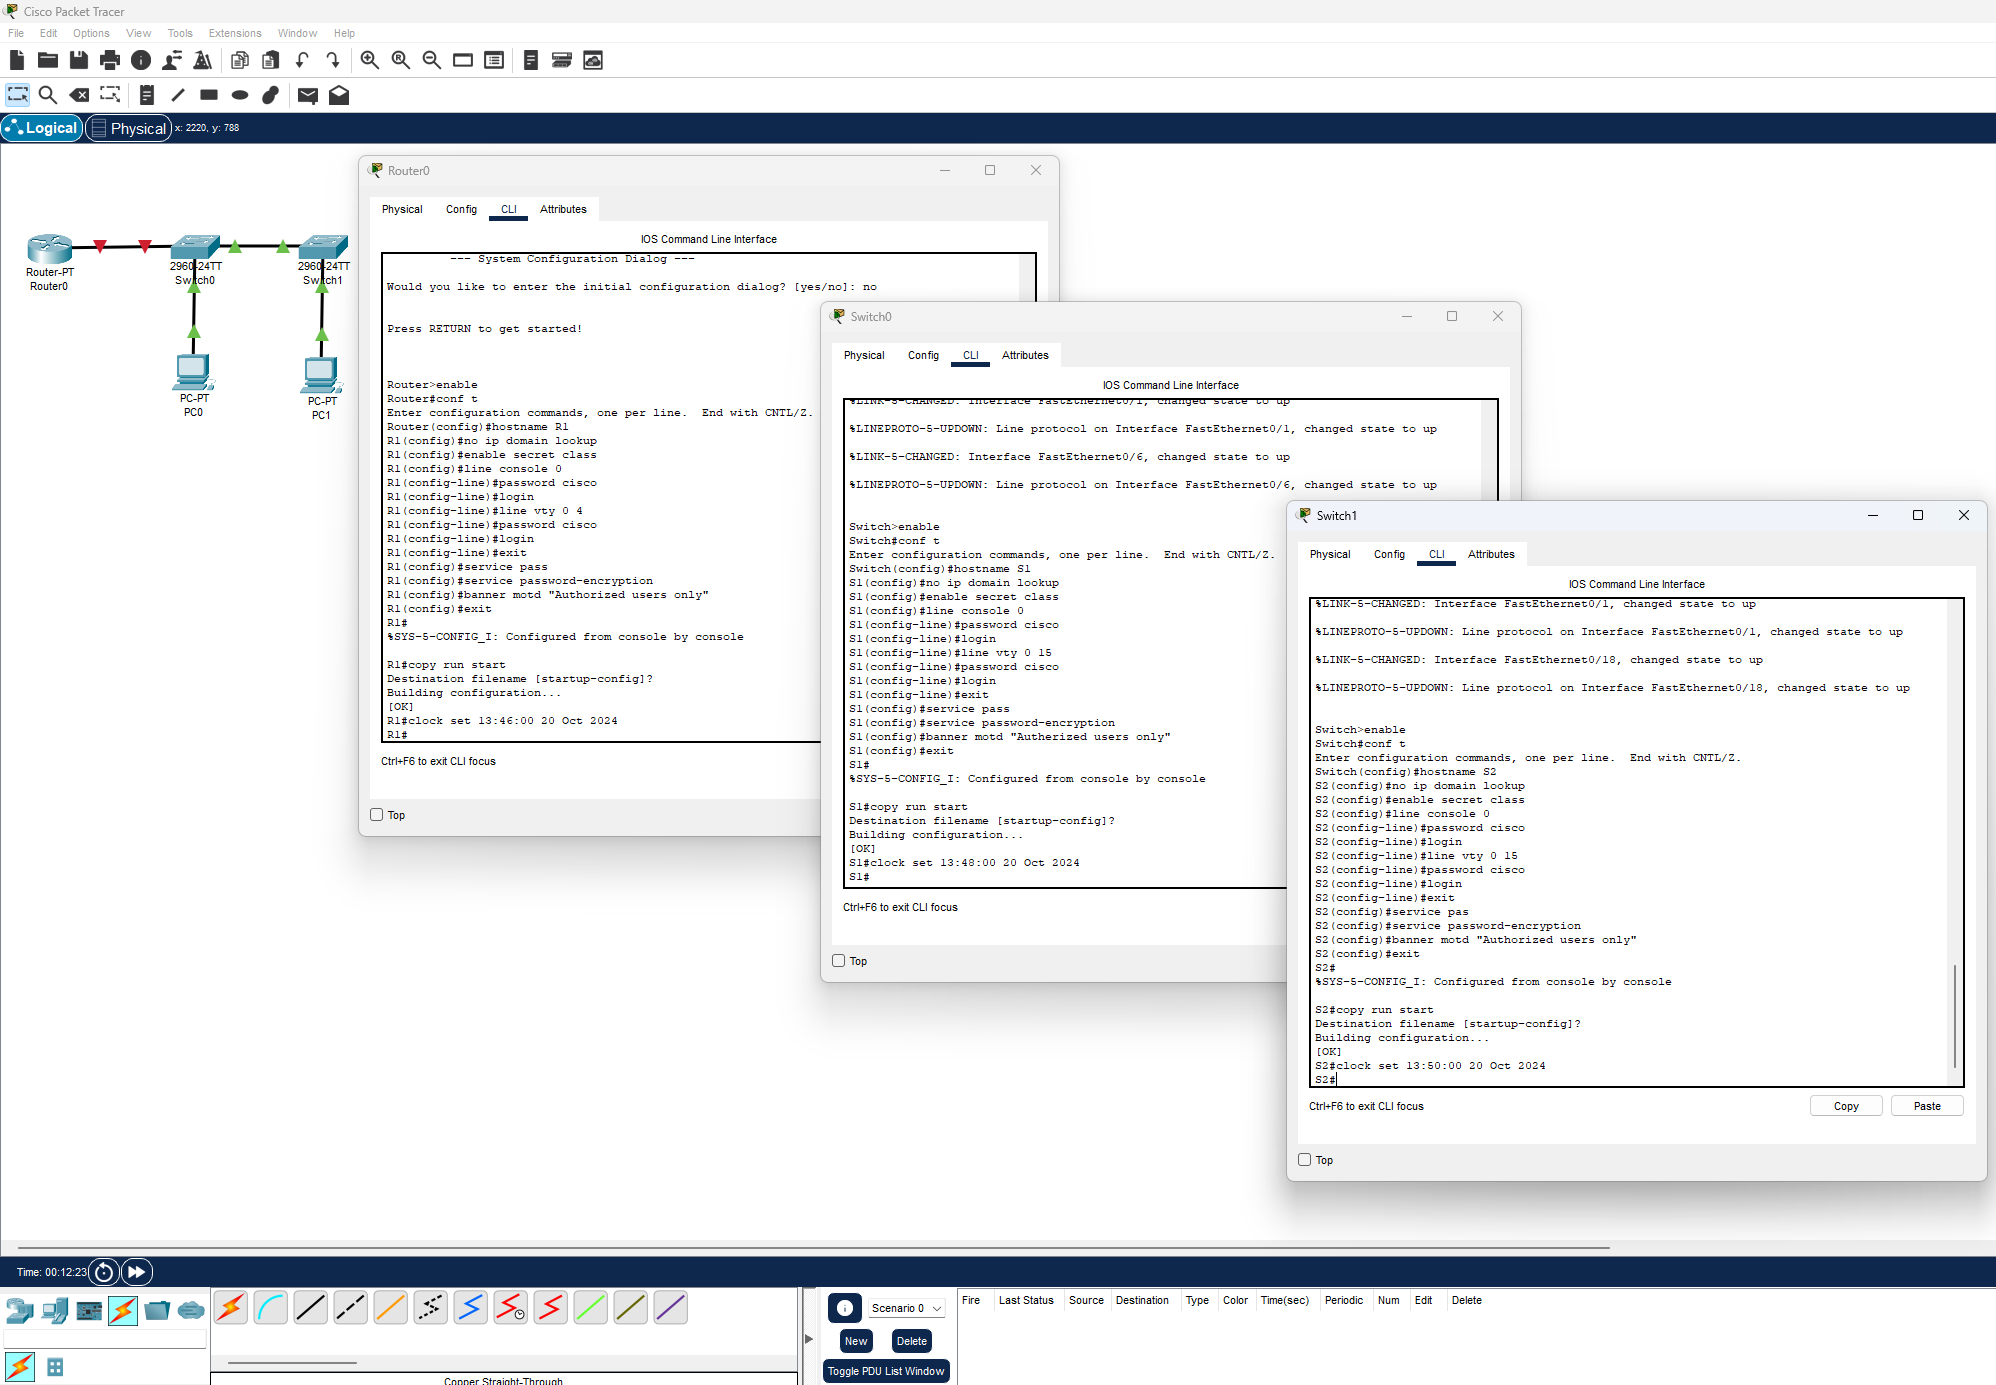 Cisco Packet Tracer
File Edit Options View Tools Extensions Window Help
Logical Physical x: 2220, y: 788
Router-PT
Router0
2960-24TT
Switch0
2960-24TT
Switch1
PC-PT
PC0
PC-PT
PC1
Router0
Physical Config CLI Attributes
IOS Command Line Interface
--- System Configuration Dialog ---
Would you like to enter the initial configuration dialog? [yes/no]: no
Press RETURN to get started!
Router>enable
Router#conf t
Enter configuration commands, one per line.  End with CNTL/Z.
Router(config)#hostname R1
R1(config)#no ip domain lookup
R1(config)#enable secret class
R1(config)#line console 0
R1(config-line)#password cisco
R1(config-line)#login
R1(config-line)#line vty 0 4
R1(config-line)#password cisco
R1(config-line)#login
R1(config-line)#exit
R1(config)#service pass
R1(config)#service password-encryption
R1(config)#banner motd "Authorized users only"
R1(config)#exit
R1#
%SYS-5-CONFIG_I: Configured from console by console
R1#copy run start
Destination filename [startup-config]?
Building configuration...
[OK]
R1#clock set 13:46:00 20 Oct 2024
R1#
Ctrl+F6 to exit CLI focus
Top
Switch0
Physical Config CLI Attributes
IOS Command Line Interface
%LINK-5-CHANGED: Interface FastEthernet0/1, changed state to up
%LINEPROTO-5-UPDOWN: Line protocol on Interface FastEthernet0/1, changed state to up
%LINK-5-CHANGED: Interface FastEthernet0/6, changed state to up
%LINEPROTO-5-UPDOWN: Line protocol on Interface FastEthernet0/6, changed state to up
Switch>enable
Switch#conf t
Enter configuration commands, one per line.  End with CNTL/Z.
Switch(config)#hostname S1
S1(config)#no ip domain lookup
S1(config)#enable secret class
S1(config)#line console 0
S1(config-line)#password cisco
S1(config-line)#login
S1(config-line)#line vty 0 15
S1(config-line)#password cisco
S1(config-line)#login
S1(config-line)#exit
S1(config)#service pass
S1(config)#service password-encryption
S1(config)#banner motd "Autherized users only"
S1(config)#exit
S1#
%SYS-5-CONFIG_I: Configured from console by console
S1#copy run start
Destination filename [startup-config]?
Building configuration...
[OK]
S1#clock set 13:48:00 20 Oct 2024
S1#
Ctrl+F6 to exit CLI focus
Top
Switch1
Physical Config CLI Attributes
IOS Command Line Interface
%LINK-5-CHANGED: Interface FastEthernet0/1, changed state to up
%LINEPROTO-5-UPDOWN: Line protocol on Interface FastEthernet0/1, changed state to up
%LINK-5-CHANGED: Interface FastEthernet0/18, changed state to up
%LINEPROTO-5-UPDOWN: Line protocol on Interface FastEthernet0/18, changed state to up
Switch>enable
Switch#conf t
Enter configuration commands, one per line.  End with CNTL/Z.
Switch(config)#hostname S2
S2(config)#no ip domain lookup
S2(config)#enable secret class
S2(config)#line console 0
S2(config-line)#password cisco
S2(config-line)#login
S2(config-line)#line vty 0 15
S2(config-line)#password cisco
S2(config-line)#login
S2(config-line)#exit
S2(config)#service pas
S2(config)#service password-encryption
S2(config)#banner motd "Authorized users only"
S2(config)#exit
S2#
%SYS-5-CONFIG_I: Configured from console by console
S2#copy run start
Destination filename [startup-config]?
Building configuration...
[OK]
S2#clock set 13:50:00 20 Oct 2024
S2#
Ctrl+F6 to exit CLI focus
Copy Paste
Top
Time: 00:12:23
Scenario 0
New Delete
Toggle PDU List Window
Fire Last Status Source Destination Type Color Time(sec) Periodic Num Edit Delete
Copper Straight-Through